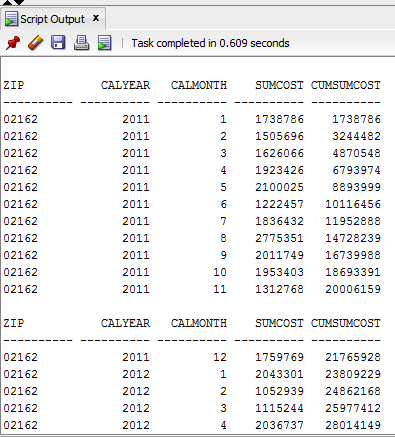 Script Output x
Task completed in 0.609 seconds
ZIP CALYEAR CALMONTH SUMCOST CUMSUMCOST
---------- ---------- ---------- ---------- ----------
02162 2011 1 1738786 1738786
02162 2011 2 1505696 3244482
02162 2011 3 1626066 4870548
02162 2011 4 1923426 6793974
02162 2011 5 2100025 8893999
02162 2011 6 1222457 10116456
02162 2011 7 1836432 11952888
02162 2011 8 2775351 14728239
02162 2011 9 2011749 16739988
02162 2011 10 1953403 18693391
02162 2011 11 1312768 20006159
ZIP CALYEAR CALMONTH SUMCOST CUMSUMCOST
---------- ---------- ---------- ---------- ----------
02162 2011 12 1759769 21765928
02162 2012 1 2043301 23809229
02162 2012 2 1052939 24862168
02162 2012 3 1115244 25977412
02162 2012 4 2036737 28014149